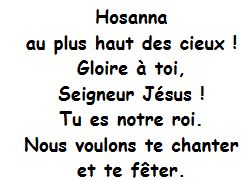 Hosanna
au plus haut des cieux !
Gloire à toi,
Seigneur Jésus !
Tu es notre roi.
Nous voulons te chanter
et te fêter.